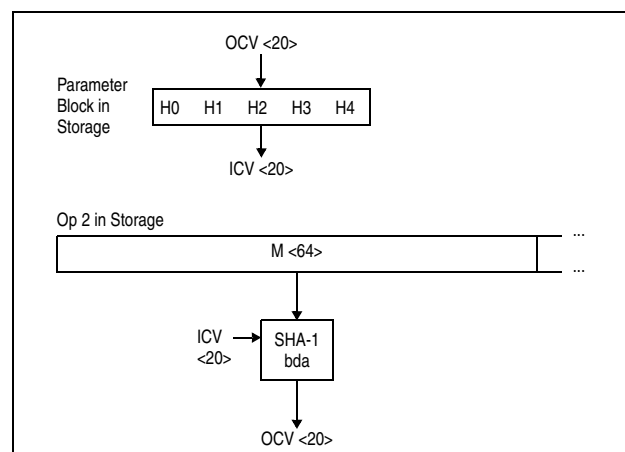 OCV <20>
Parameter
Block in
Storage
H0 H1 H2 H3 H4
ICV <20>
Op 2 in Storage
M <64>
...
...
ICV
<20>
SHA-1
bda
OCV <20>